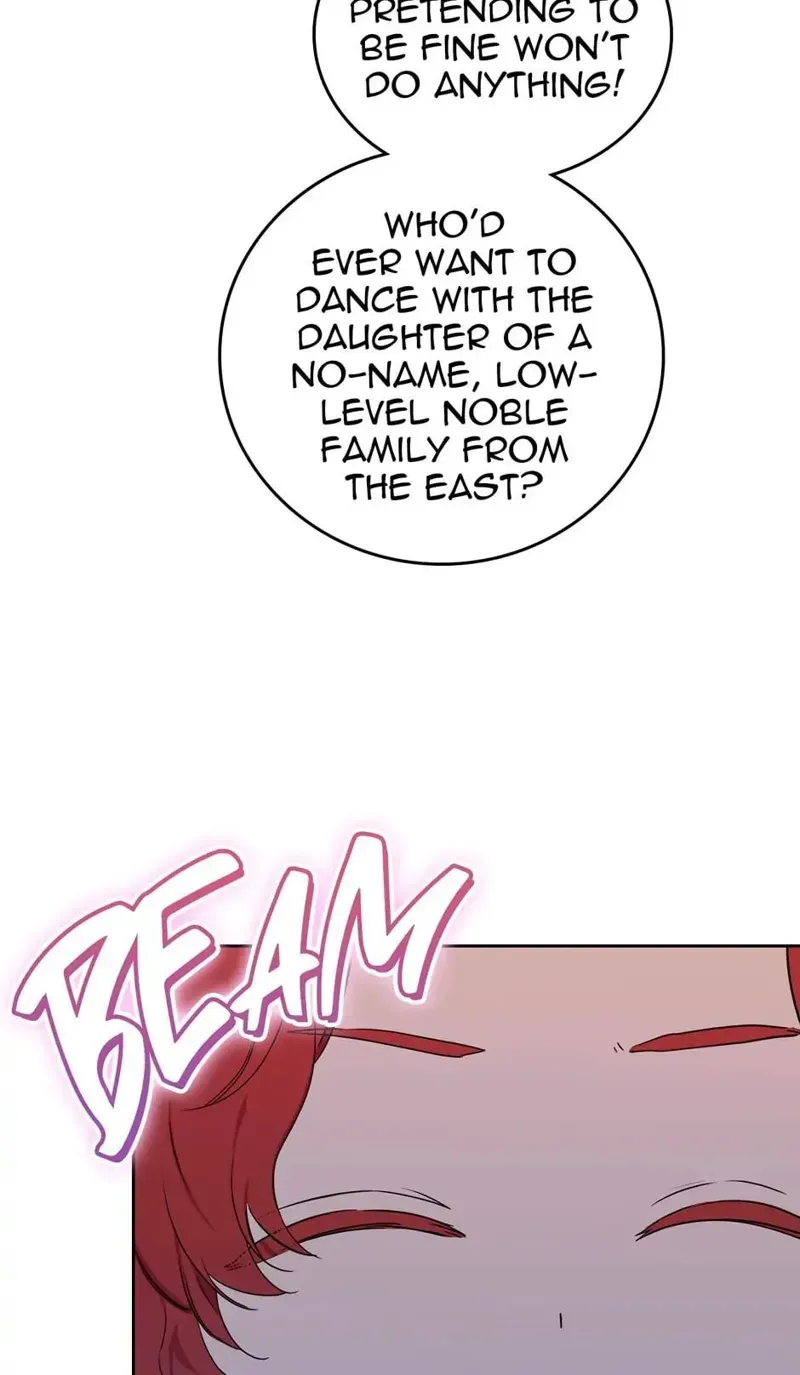 PRETENDING TO
BE FINE WON'T
DO ANYTHING!
WHO'D
EVER WANT TO
DANCE WITH THE
DAUGHTER OF A
NO-NAME, LOW-
LEVEL NOBLE
FAMILY FROM
THE EAST?
BEAM